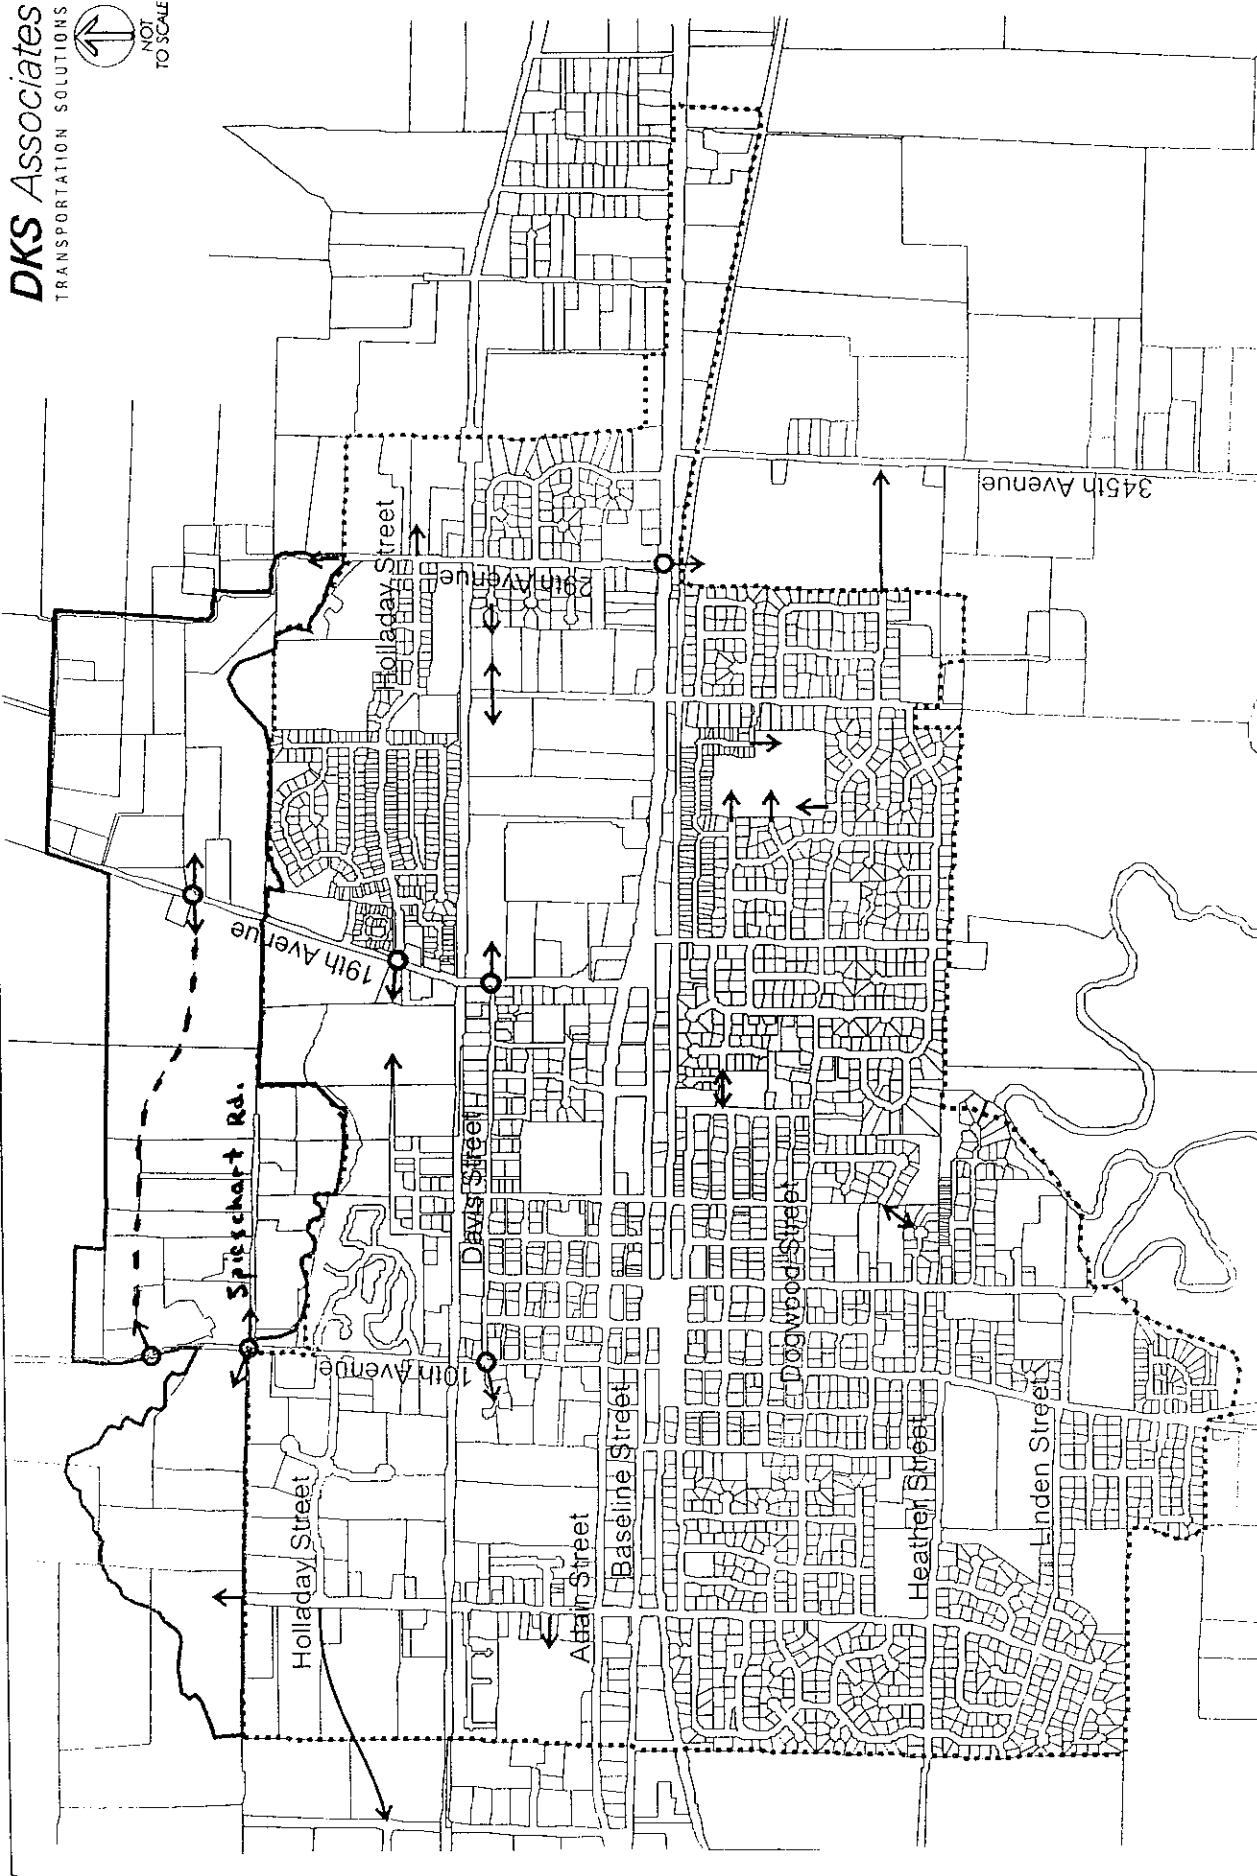 DKS Associates
TRANSPORTATION SOLUTIONS
NOT
TO SCALE
Holladay Street
29th Avenue
345th Avenue
19th Avenue
Spieschart Rd.
Davis Street
10th Avenue
Dogwood Street
Holladay Street
Adair Street
Baseline Street
Heather Street
Linden Street